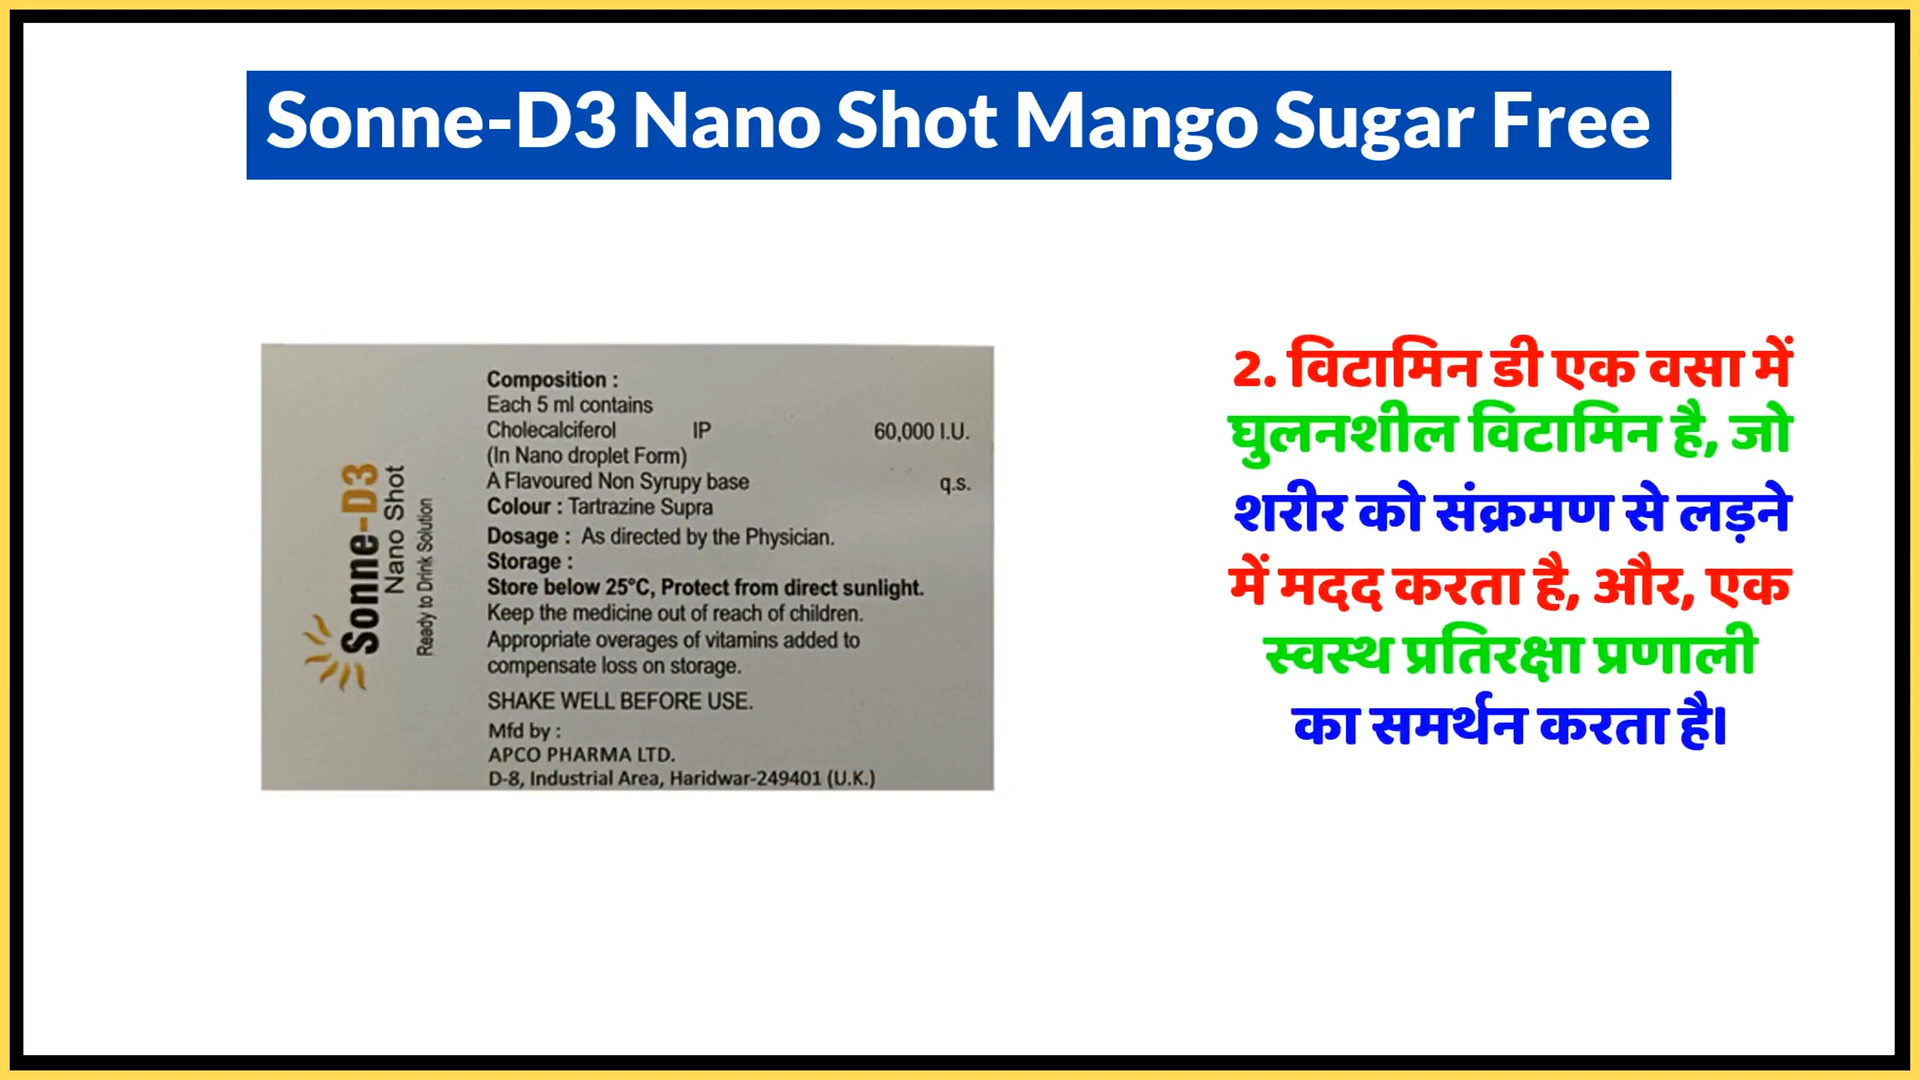 Sonne-D3 Nano Shot Mango Sugar Free
Sonne-D3
Nano Shot
Ready to Drink Solution
Composition :
Each 5 ml contains
Cholecalciferol IP 60,000 I.U.
(In Nano droplet Form)
A Flavoured Non Syrupy base q.s.
Colour : Tartrazine Supra
Dosage : As directed by the Physician.
Storage :
Store below 25°C, Protect from direct sunlight.
Keep the medicine out of reach of children.
Appropriate overages of vitamins added to
compensate loss on storage.
SHAKE WELL BEFORE USE.
Mfd by :
APCO PHARMA LTD.
D-8, Industrial Area, Haridwar-249401 (U.K.)
2. विटामिन डी एक वसा में
घुलनशील विटामिन है, जो
शरीर को संक्रमण से लड़ने
में मदद करता है, और, एक
स्वस्थ प्रतिरक्षा प्रणाली
का समर्थन करता है।